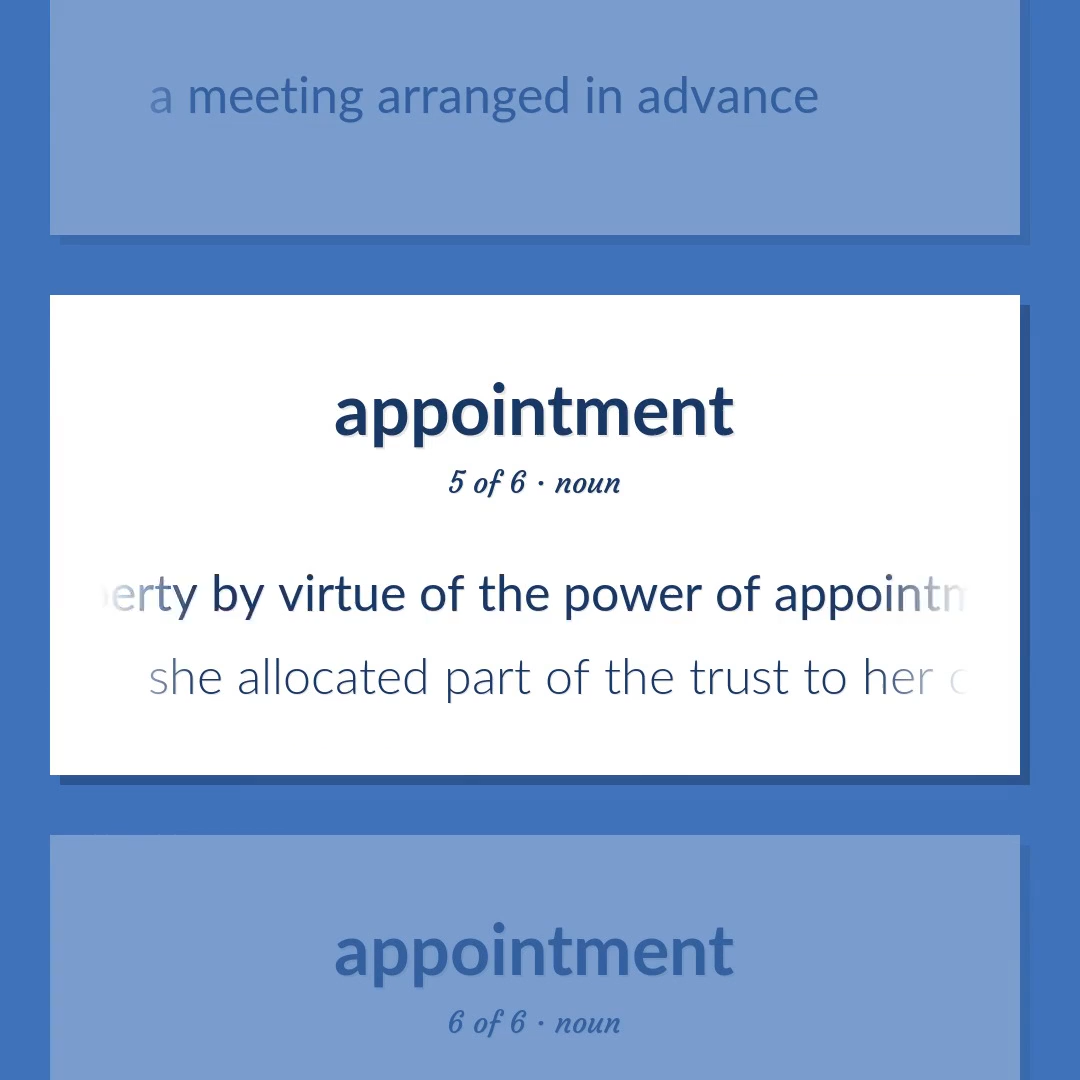 a meeting arranged in advance
appointment
5 of 6 · noun
erty by virtue of the power of appointm
she allocated part of the trust to her c
appointment
6 of 6 · noun